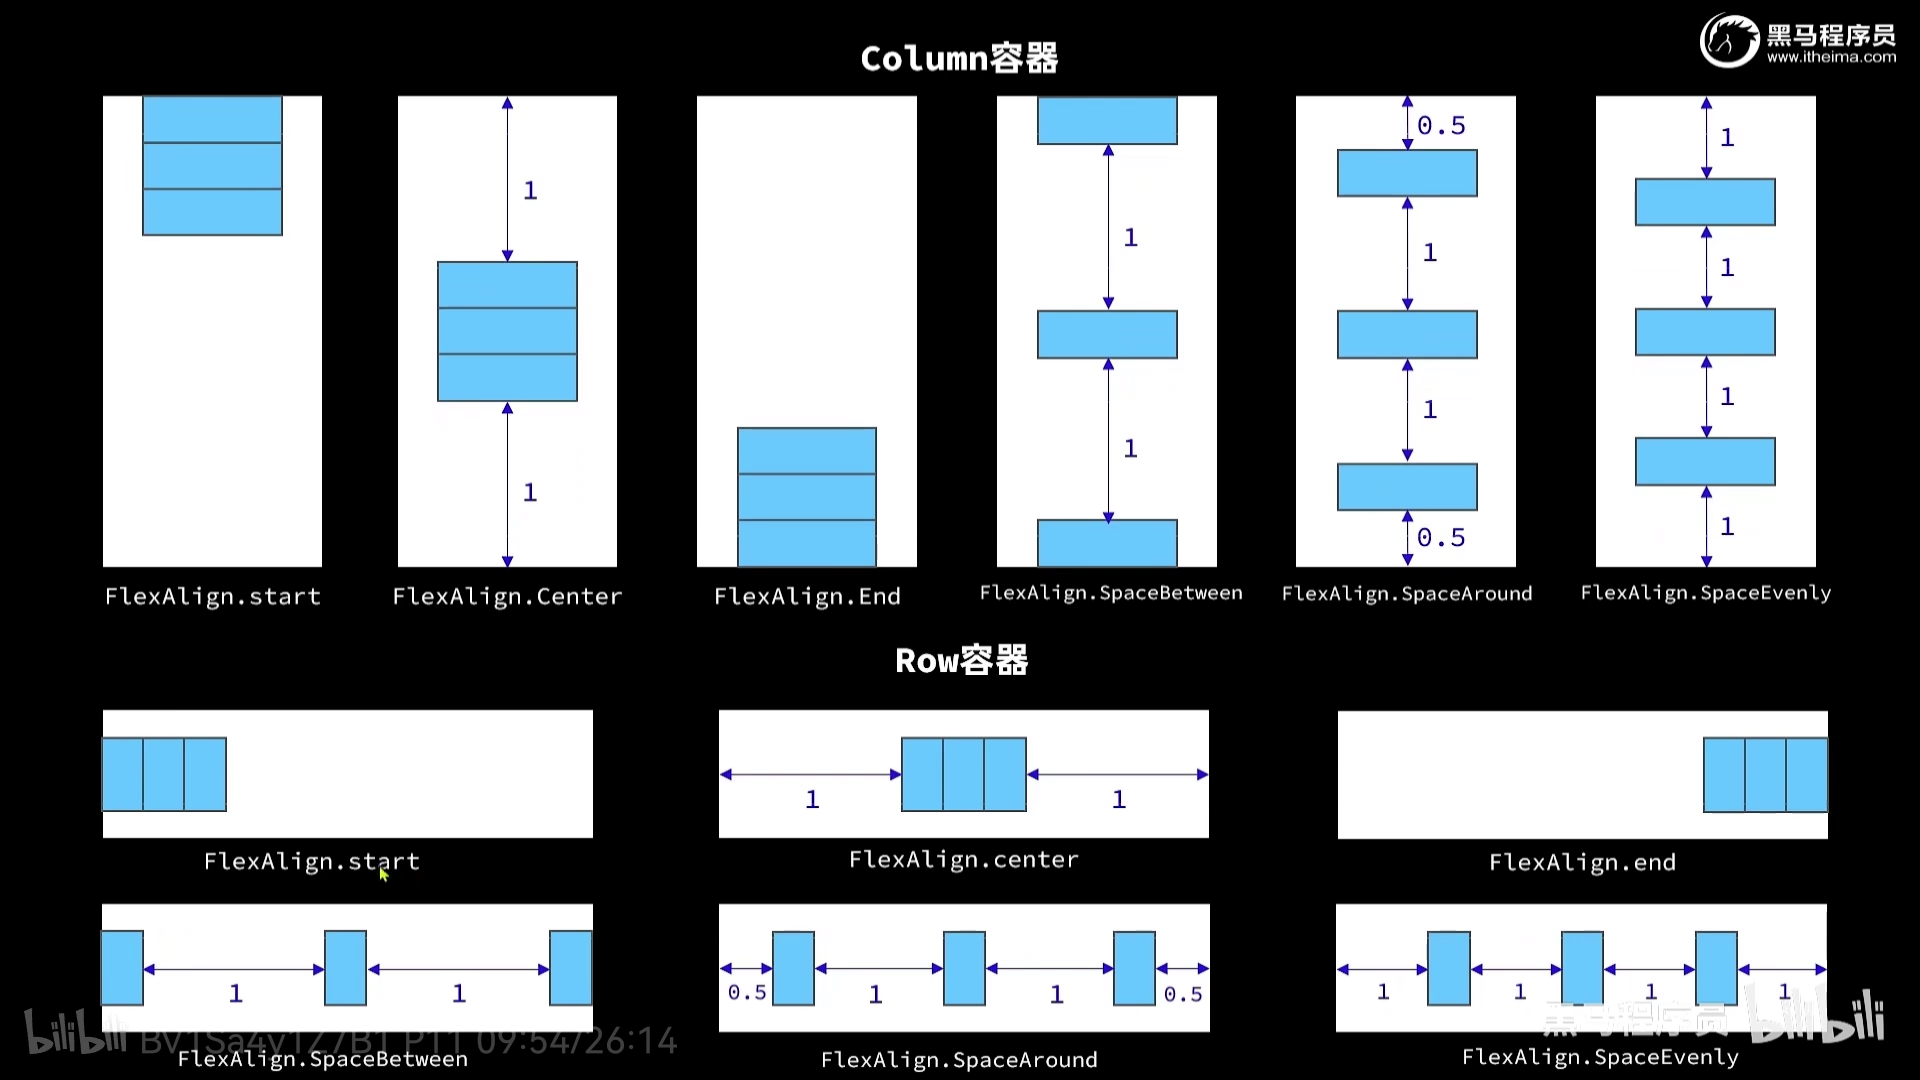 黑马程序员
www.itheima.com
Column容器
1
1
1
1
0.5
1
1
0.5
1
1
1
1
FlexAlign.start
FlexAlign.Center
FlexAlign.End
FlexAlign.SpaceBetween
FlexAlign.SpaceAround
FlexAlign.SpaceEvenly
Row容器
1
1
FlexAlign.start
FlexAlign.center
FlexAlign.end
1
1
0.5
1
1
0.5
1
1
1
1
黑马程序员 bilibili
bilibili BV1Sa4y1Z7B1 P11 09:54/26:14
FlexAlign.SpaceBetween
FlexAlign.SpaceAround
FlexAlign.SpaceEvenly